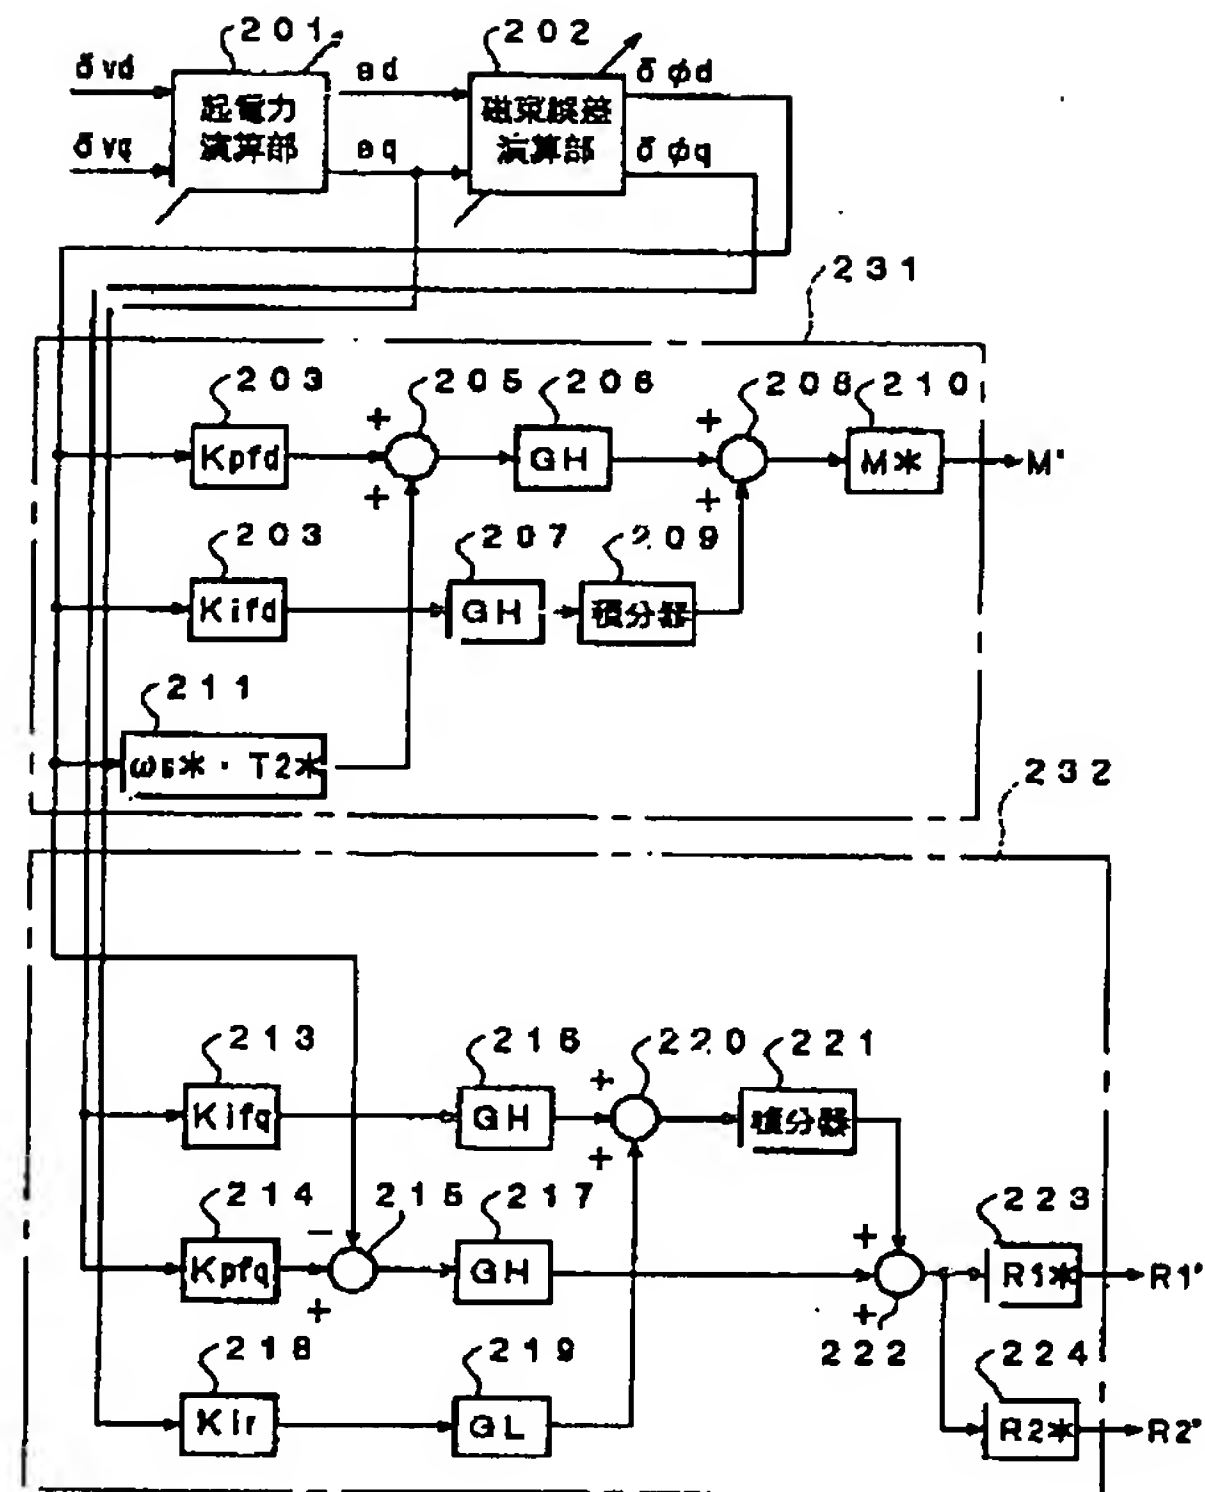 201
202
δvd
ed
δφd
起電力
演算部
磁束誤差
演算部
δvq
eq
δφq
231
203
205
206
208
210
+
+
Kpfd
GH
M*
M'
+
+
203
207
209
Kifd
GH
積分器
211
ωs*・T2*
232
213
216
220
221
+
Kifq
GH
積分器
+
214
215
217
223
−
+
Kpfq
GH
R1*
R1'
+
+
218
219
222
224
Kir
GL
R2*
R2'